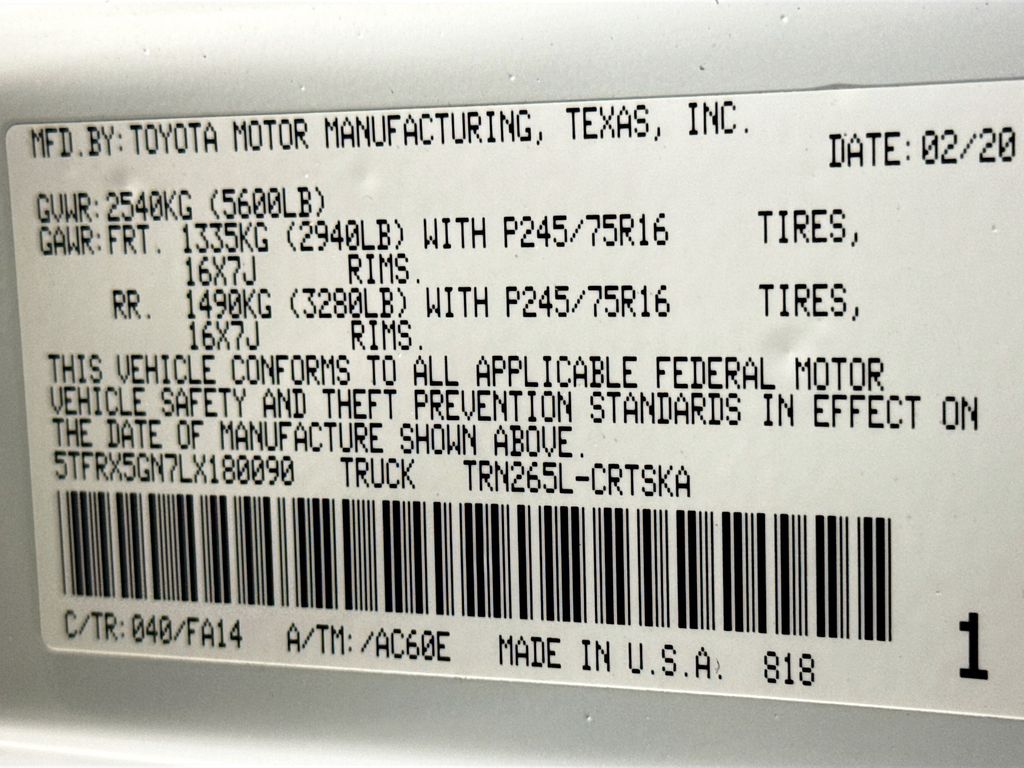 MFD.BY:TOYOTA MOTOR MANUFACTURING, TEXAS, INC.
DATE:02/20
GVWR:2540KG (5600LB)
GAWR:FRT. 1335KG (2940LB) WITH P245/75R16 TIRES,
16X7J RIMS.
RR. 1490KG (3280LB) WITH P245/75R16 TIRES,
16X7J RIMS.
THIS VEHICLE CONFORMS TO ALL APPLICABLE FEDERAL MOTOR
VEHICLE SAFETY AND THEFT PREVENTION STANDARDS IN EFFECT ON
THE DATE OF MANUFACTURE SHOWN ABOVE.
5TFRX5GN7LX180090 TRUCK TRN265L-CRTSKA
C/TR:040/FA14 A/TM:/AC60E MADE IN U.S.A. 818
1